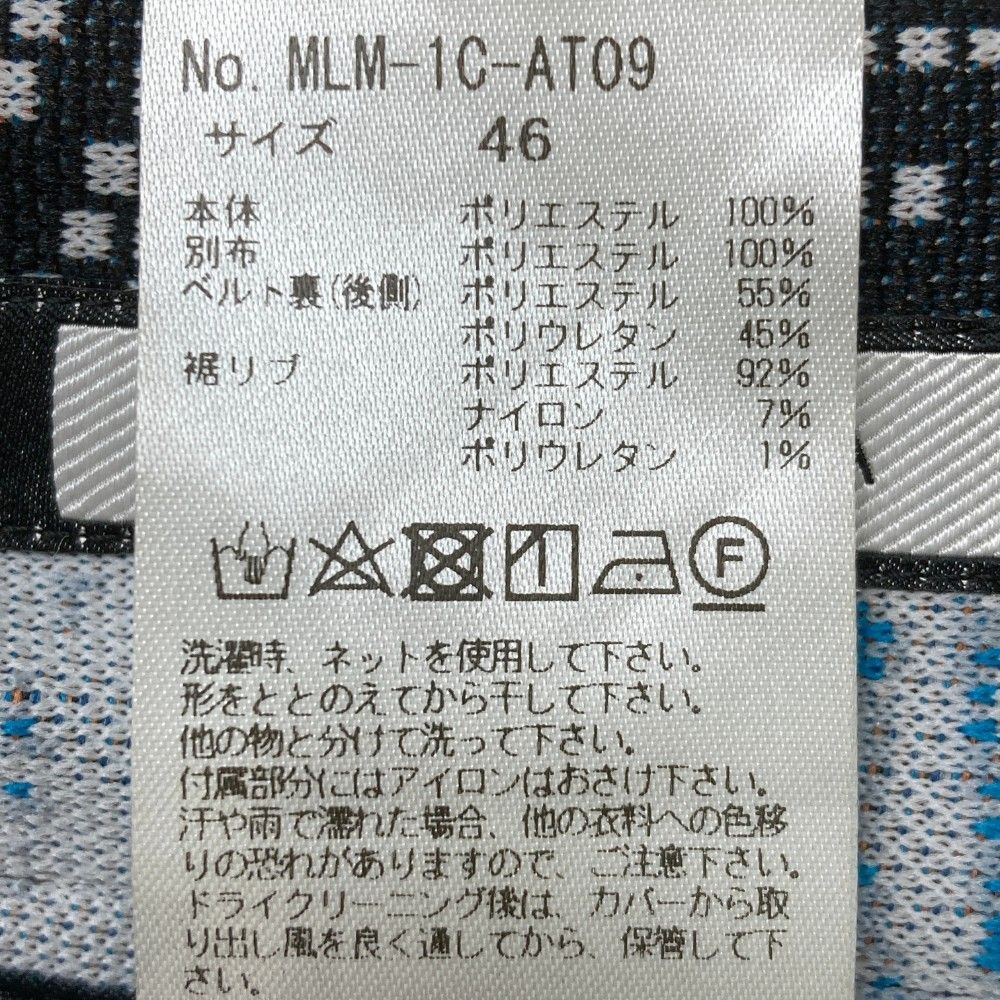 No. MLM-1C-AT09
サイズ 46
本体 ポリエステル 100%
別布 ポリエステル 100%
ベルト裏(後側) ポリエステル 55%
ポリウレタン 45%
裾リブ ポリエステル 92%
ナイロン 7%
ポリウレタン 1%
F
洗濯時、ネットを使用して下さい。
形をととのえてから干して下さい。
他の物と分けて洗って下さい。
付属部分にはアイロンはおさけ下さい。
汗や雨で濡れた場合、他の衣料への色移
りの恐れがありますので、ご注意下さい。
ドライクリーニング後は、カバーから取
り出し風を良く通してから、保管して下
さい。